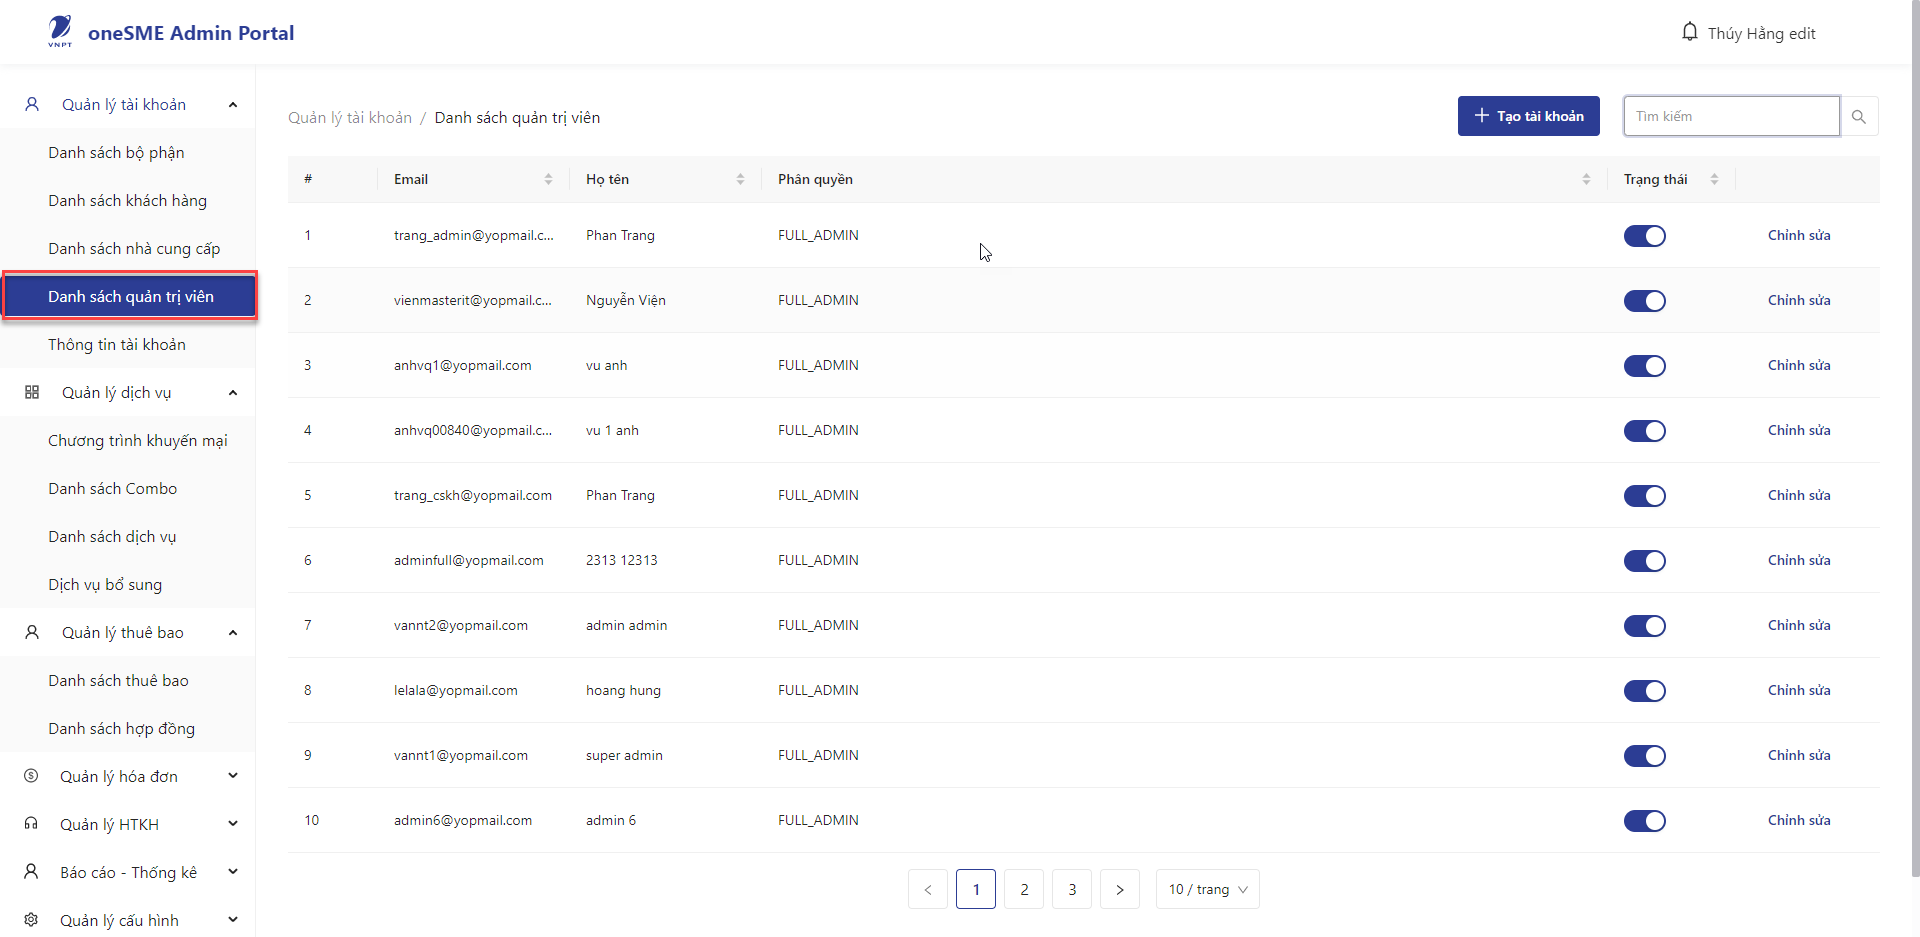 VNPT
oneSME Admin Portal
Thúy Hằng edit
Quản lý tài khoản
Danh sách bộ phận
Danh sách khách hàng
Danh sách nhà cung cấp
Danh sách quản trị viên
Thông tin tài khoản
Quản lý dịch vụ
Chương trình khuyến mại
Danh sách Combo
Danh sách dịch vụ
Dịch vụ bổ sung
Quản lý thuê bao
Danh sách thuê bao
Danh sách hợp đồng
Quản lý hóa đơn
Quản lý HTKH
Báo cáo - Thống kê
Quản lý cấu hình
Quản lý tài khoản / Danh sách quản trị viên
Tạo tài khoản
Tìm kiếm
# Email Họ tên Phân quyền Trạng thái
1 trang_admin@yopmail.c... Phan Trang FULL_ADMIN Chỉnh sửa
2 vienmasterit@yopmail.c... Nguyễn Viện FULL_ADMIN Chỉnh sửa
3 anhvq1@yopmail.com vu anh FULL_ADMIN Chỉnh sửa
4 anhvq00840@yopmail.c... vu 1 anh FULL_ADMIN Chỉnh sửa
5 trang_cskh@yopmail.com Phan Trang FULL_ADMIN Chỉnh sửa
6 adminfull@yopmail.com 2313 12313 FULL_ADMIN Chỉnh sửa
7 vannt2@yopmail.com admin admin FULL_ADMIN Chỉnh sửa
8 lelala@yopmail.com hoang hung FULL_ADMIN Chỉnh sửa
9 vannt1@yopmail.com super admin FULL_ADMIN Chỉnh sửa
10 admin6@yopmail.com admin 6 FULL_ADMIN Chỉnh sửa
< 1 2 3 > 10 / trang